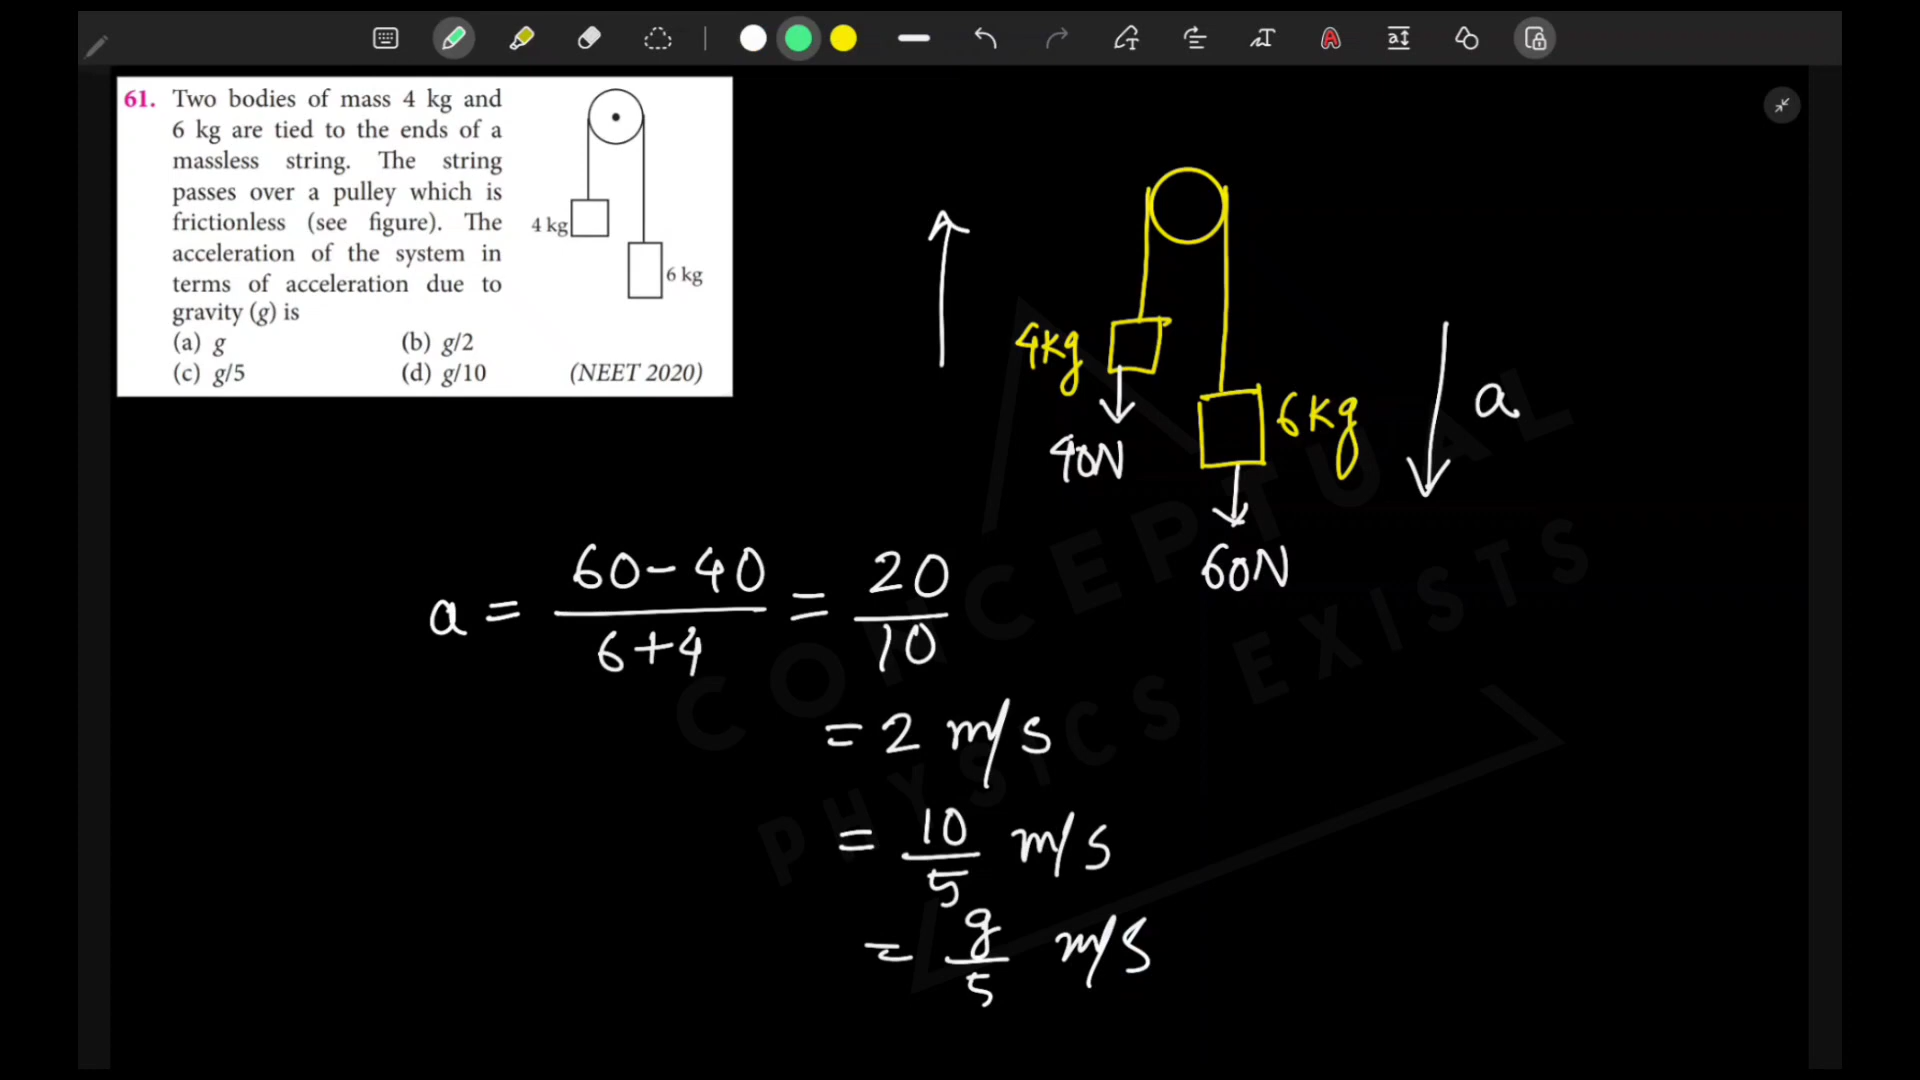 61. Two bodies of mass 4 kg and
6 kg are tied to the ends of a
massless string. The string
passes over a pulley which is
frictionless (see figure). The
acceleration of the system in
terms of acceleration due to
gravity (g) is
(a) g (b) g/2
(c) g/5 (d) g/10 (NEET 2020)
4 kg
6 kg
4kg
40N
6kg
60N
a
a = 60-40 / 6+4 = 20 / 10
= 2 m/s
= 10/5 m/s
= g/5 m/s
CONCEPTUAL
PHYSICS EXISTS